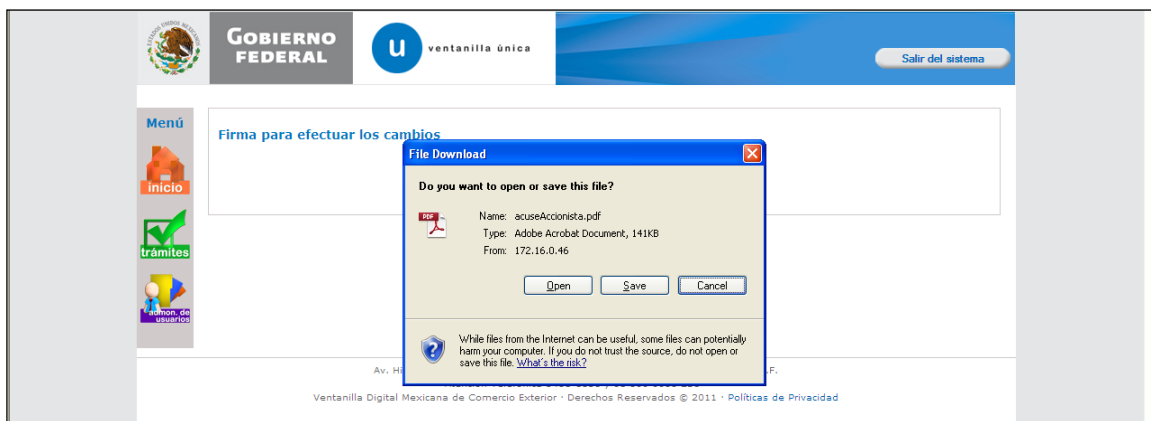 GOBIERNO
FEDERAL
u
ventanilla única
Salir del sistema
Menú
inicio
trámites
admon. de
usuarios
Firma para efectuar los cambios
File Download
Do you want to open or save this file?
PDF
Name: acuseAccionista.pdf
Type: Adobe Acrobat Document, 141KB
From: 172.16.0.46
Open Save Cancel
While files from the Internet can be useful, some files can potentially
harm your computer. If you do not trust the source, do not open or
save this file. What's the risk?
Av. Hi
.F.
Ventanilla Digital Mexicana de Comercio Exterior · Derechos Reservados © 2011 · Políticas de Privacidad